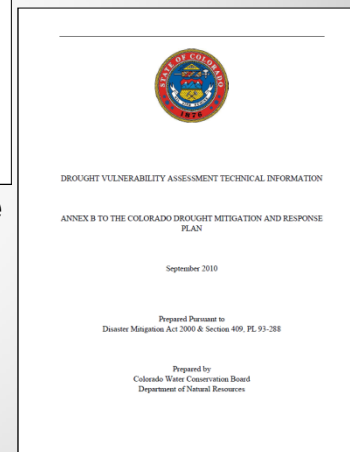 STATE OF COLORADO
1876
DROUGHT VULNERABILITY ASSESSMENT TECHNICAL INFORMATION
ANNEX B TO THE COLORADO DROUGHT MITIGATION AND RESPONSE
PLAN
September 2010
Prepared Pursuant to
Disaster Mitigation Act 2000 & Section 409, PL 93-288
Prepared by
Colorado Water Conservation Board
Department of Natural Resources